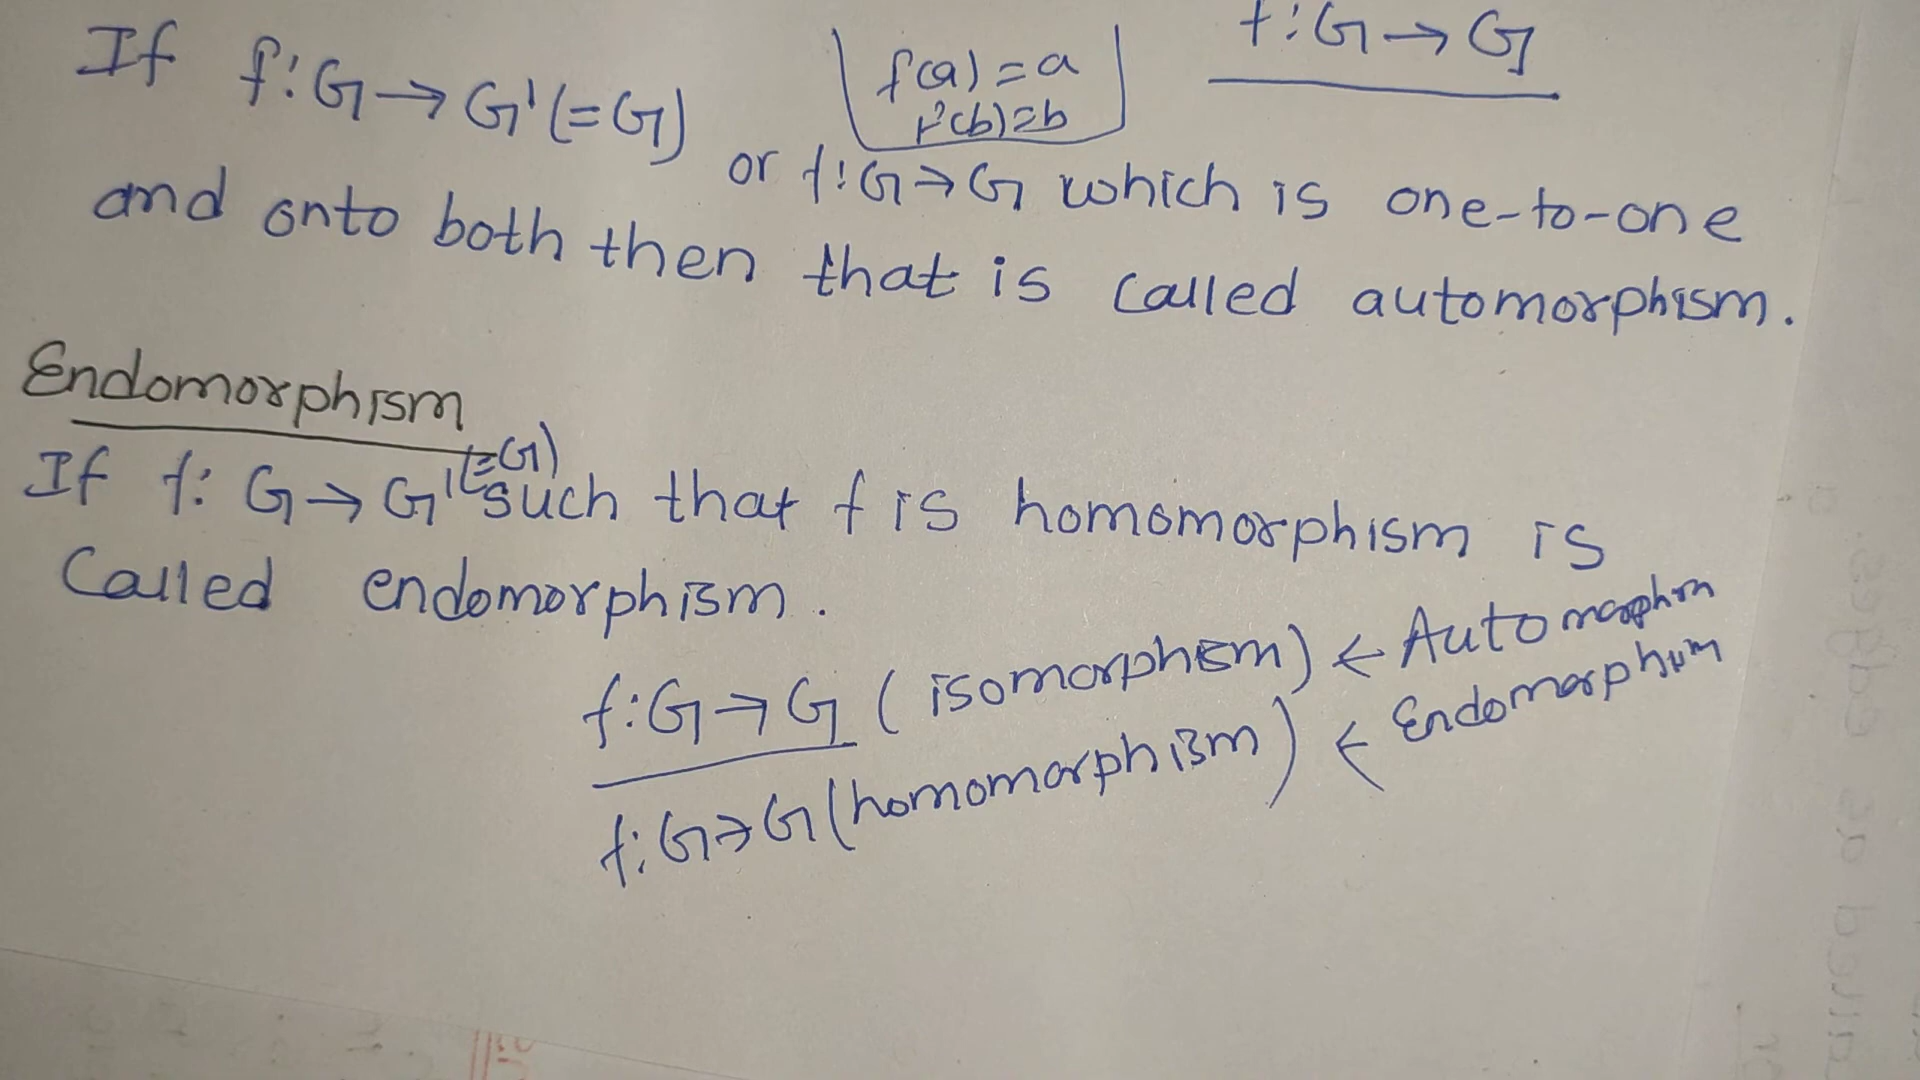 f:G→G
If f:G→G'(=G)
f(a)=a
f(b)=b
or f:G→G which is one-to-one
and onto both then that is called automorphism.
Endomorphism
If f: G→G'(=G) such that f is homomorphism is
Called endomorphism.
f:G→G (isomorphism) ← Automorphism
f:G→G (homomorphism) ← Endomorphism